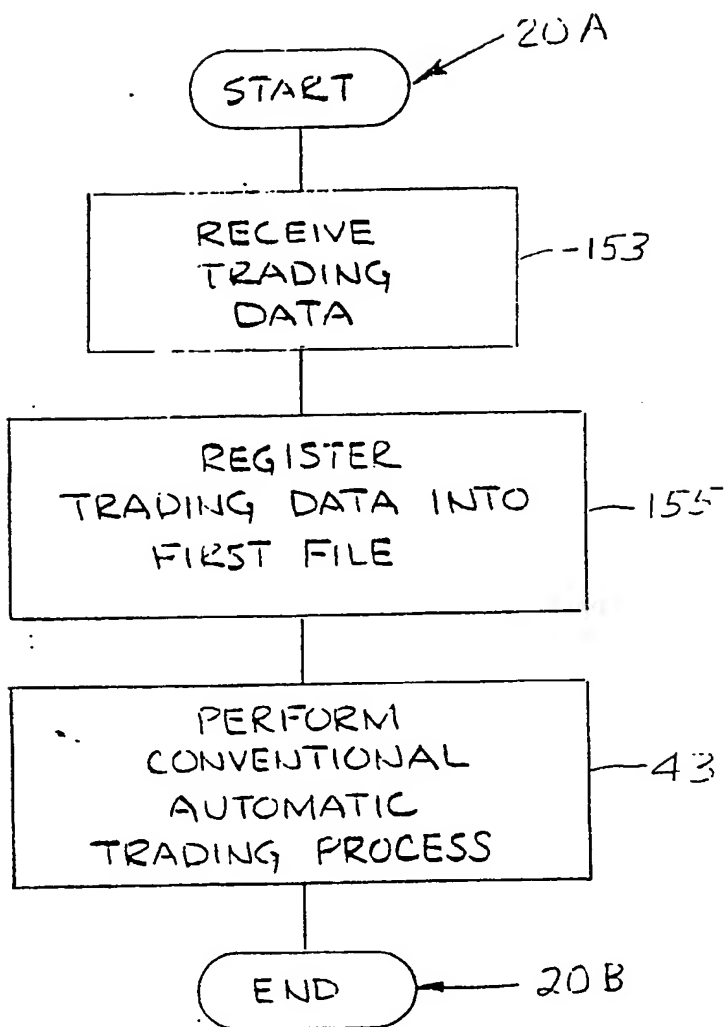 20A
START
RECEIVE
TRADING
DATA
153
REGISTER
TRADING DATA INTO
FIRST FILE
155
PERFORM
CONVENTIONAL
AUTOMATIC
TRADING PROCESS
43
END
20B